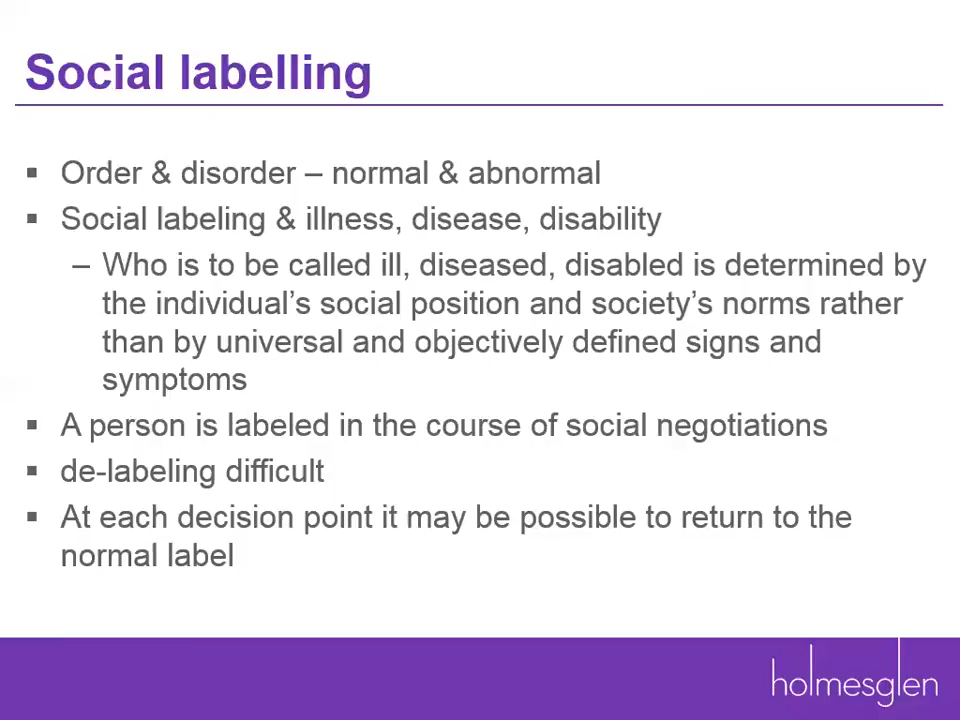 Social labelling
▪ Order & disorder – normal & abnormal
▪ Social labeling & illness, disease, disability
– Who is to be called ill, diseased, disabled is determined by
the individual’s social position and society’s norms rather
than by universal and objectively defined signs and
symptoms
▪ A person is labeled in the course of social negotiations
▪ de-labeling difficult
▪ At each decision point it may be possible to return to the
normal label
holmesglen